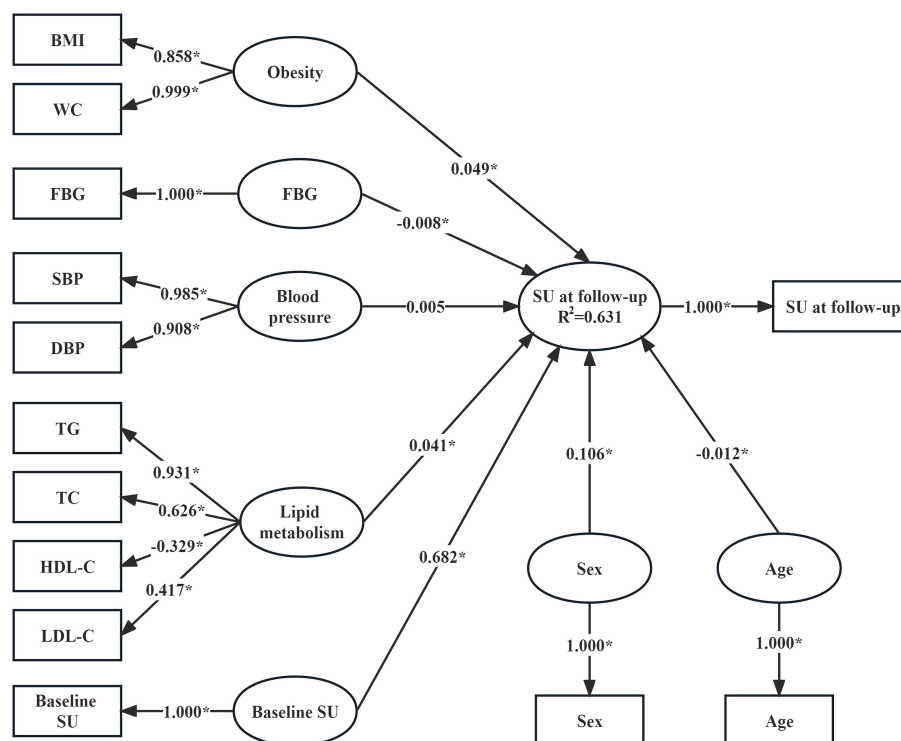 BMI
0.858*
Obesity
WC
0.999*
0.049*
FBG
1.000*
FBG
-0.008*
SBP
0.985*
Blood
pressure
0.005
SU at follow-up
R²=0.631
1.000*
SU at follow-up
DBP
0.908*
TG
0.931*
0.041*
0.106*
-0.012*
TC
0.626*
Lipid
metabolism
HDL-C
-0.329*
0.682*
Sex
Age
LDL-C
0.417*
1.000*
1.000*
Baseline
SU
1.000*
Baseline SU
Sex
Age